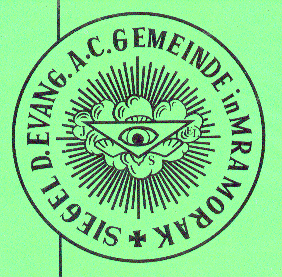 SIEGEL D. EVANG. A.C. GEMEINDE in MRAMORAK